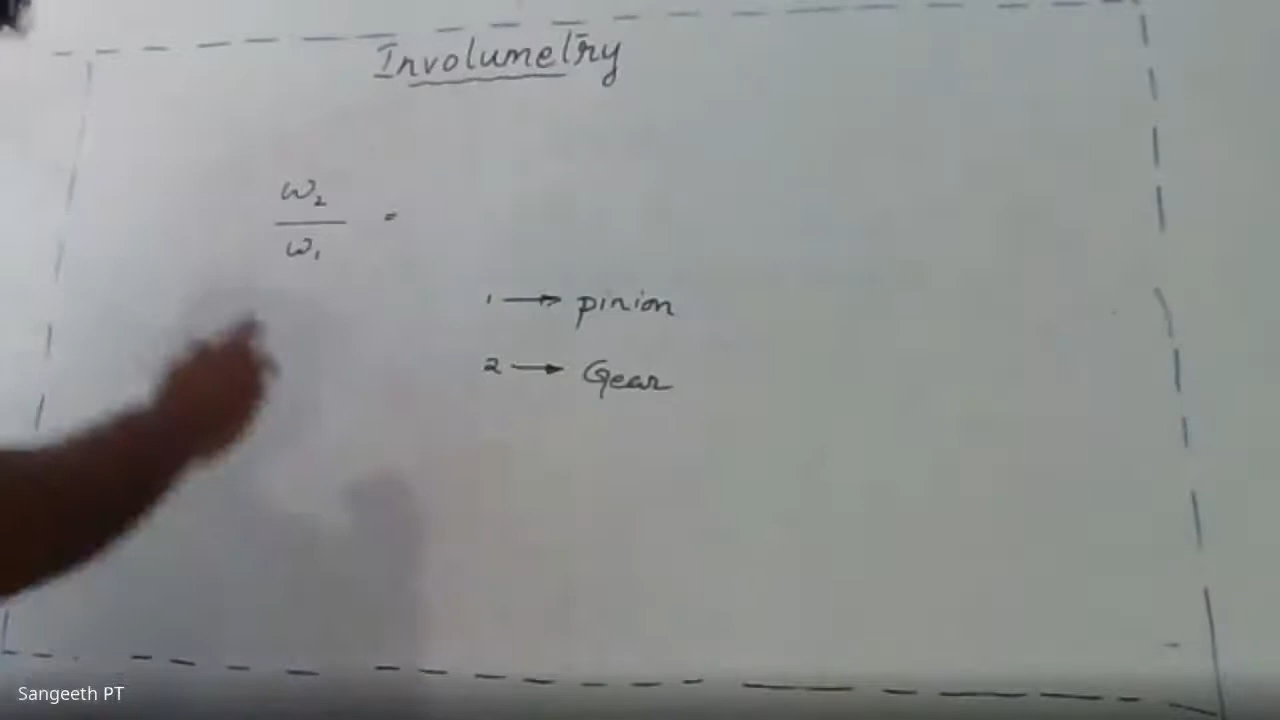 Involumetry
ω₂
ω₁ =
1 → pinion
2 → Gear
Sangeeth PT